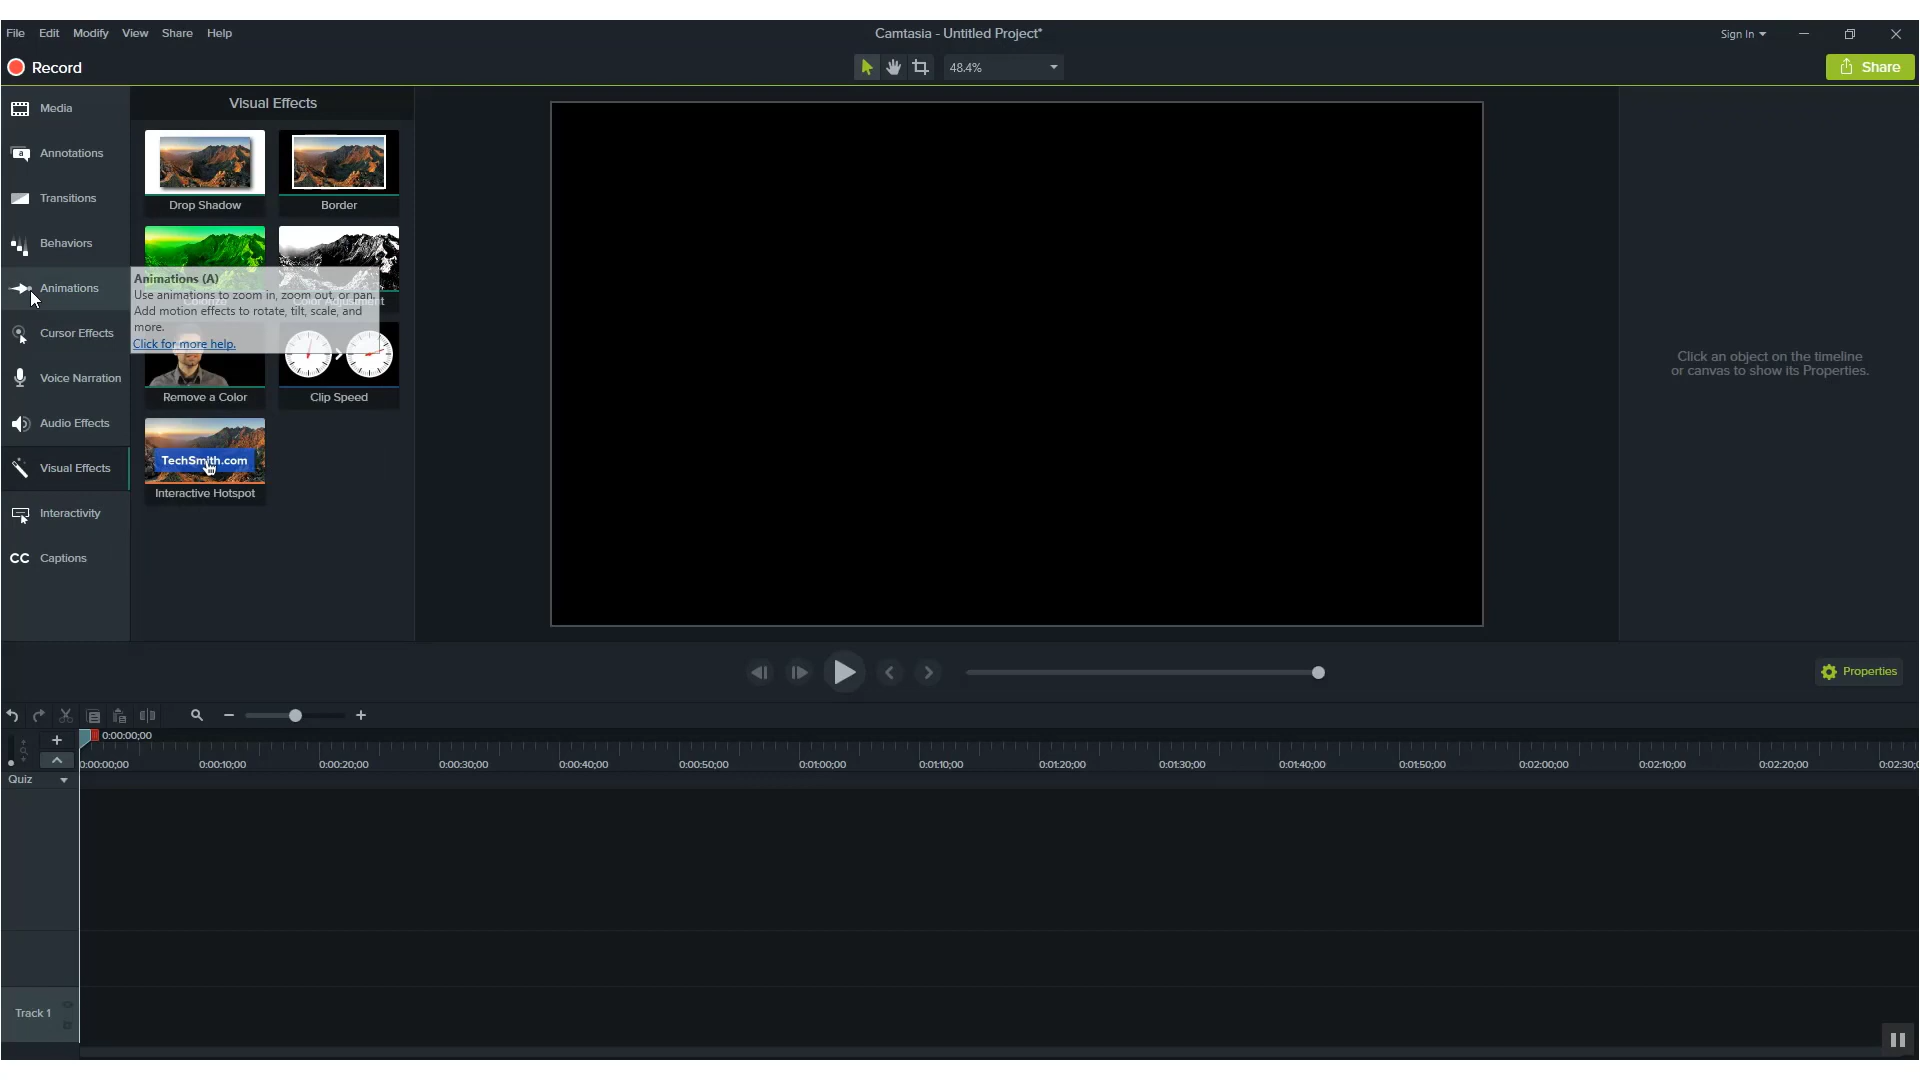 File Edit Modify View Share Help
Camtasia - Untitled Project*
Sign In
Record
48.4%
Share
Media
Annotations
Transitions
Behaviors
Animations
Cursor Effects
Voice Narration
Audio Effects
Visual Effects
Interactivity
CC Captions
Visual Effects
Drop Shadow
Border
Animations (A)
Use animations to zoom in, zoom out, or pan.
Add motion effects to rotate, tilt, scale, and
more.
Click for more help.
Remove a Color
Clip Speed
TechSmith.com
Interactive Hotspot
Click an object on the timeline
or canvas to show its Properties.
Properties
0:00:00;00
0:00:00;00 0:00:10;00 0:00:20;00 0:00:30;00 0:00:40;00 0:00:50;00 0:01:00;00 0:01:10;00 0:01:20;00 0:01:30;00 0:01:40;00 0:01:50;00 0:02:00;00 0:02:10;00 0:02:20;00 0:02:30;
Quiz
Track 1